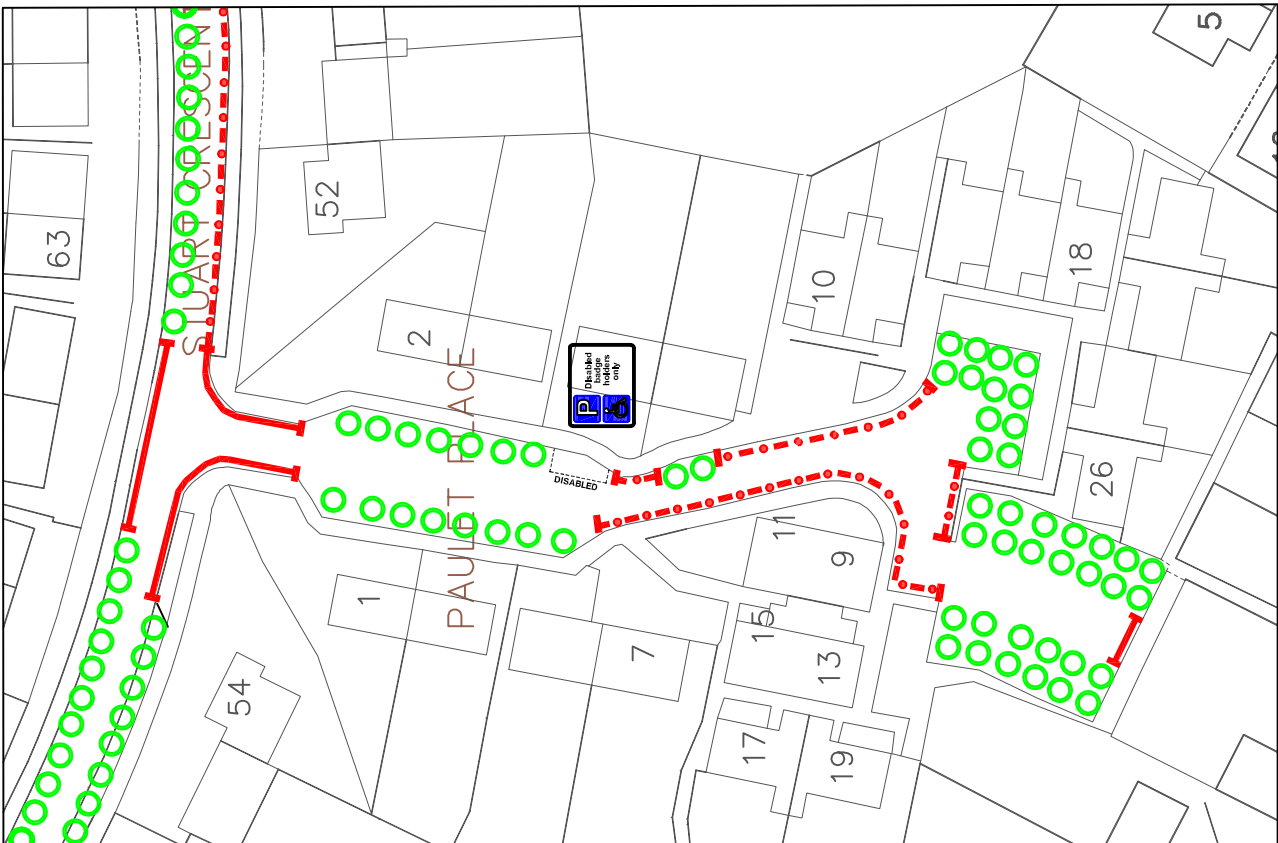 STUART CRESCENT
5
63
52
18
10
2
PAULET PLACE
P
Disabled
badge
holders
only
DISABLED
26
11
9
1
15
7
13
54
17
19